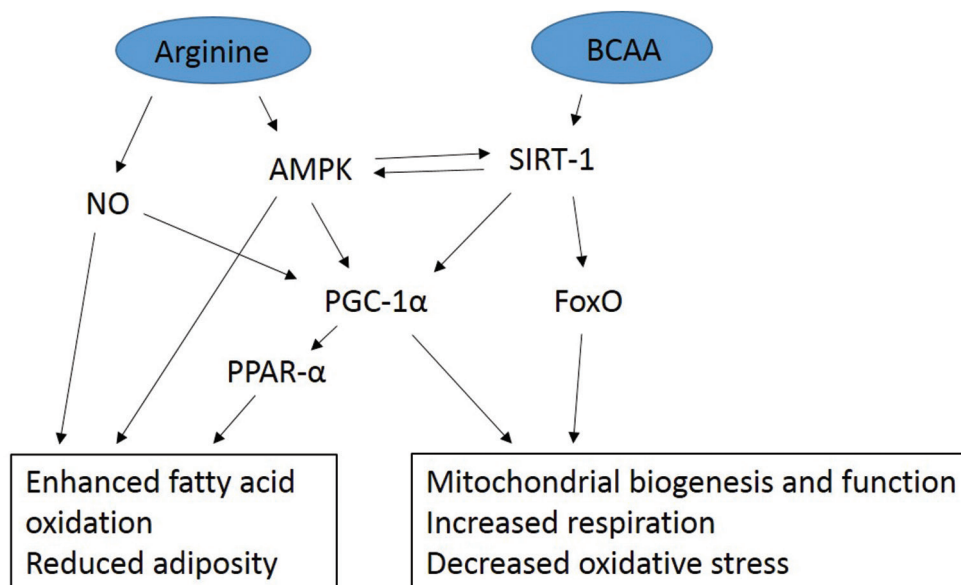 Arginine
BCAA
AMPK
SIRT-1
NO
PGC-1α
FoxO
PPAR-α
Enhanced fatty acid
oxidation
Reduced adiposity
Mitochondrial biogenesis and function
Increased respiration
Decreased oxidative stress